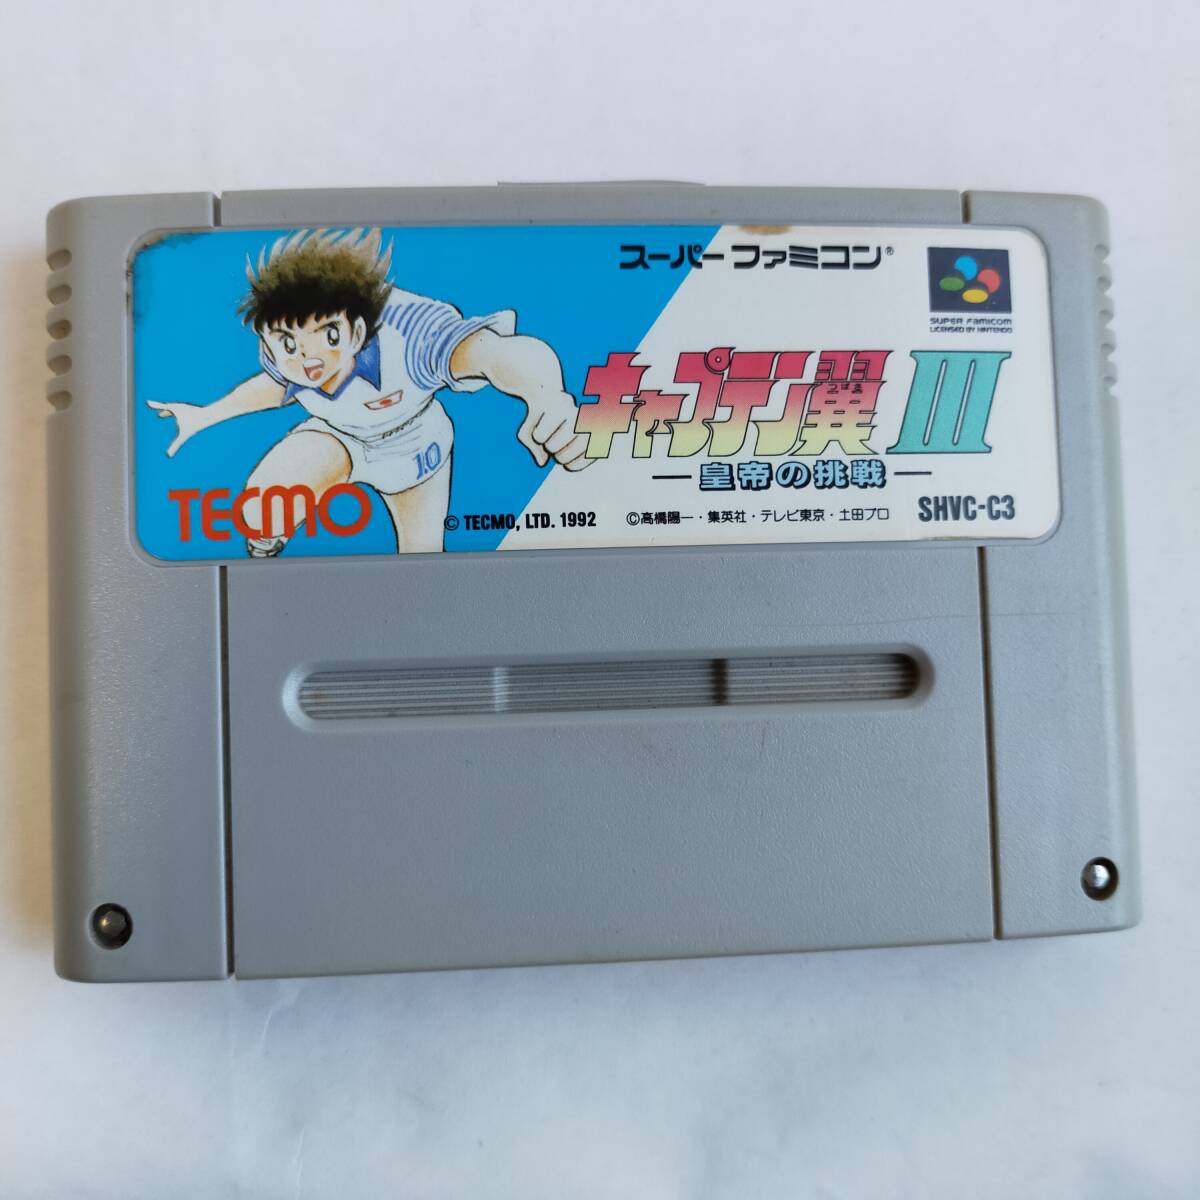 スーパーファミコン®
SUPER FAMICOM
LICENSED BY NINTENDO
キャプテン翼III
つばさ
―皇帝の挑戦―
10
TECMO
© TECMO, LTD. 1992
©高橋陽一・集英社・テレビ東京・土田プロ
SHVC-C3